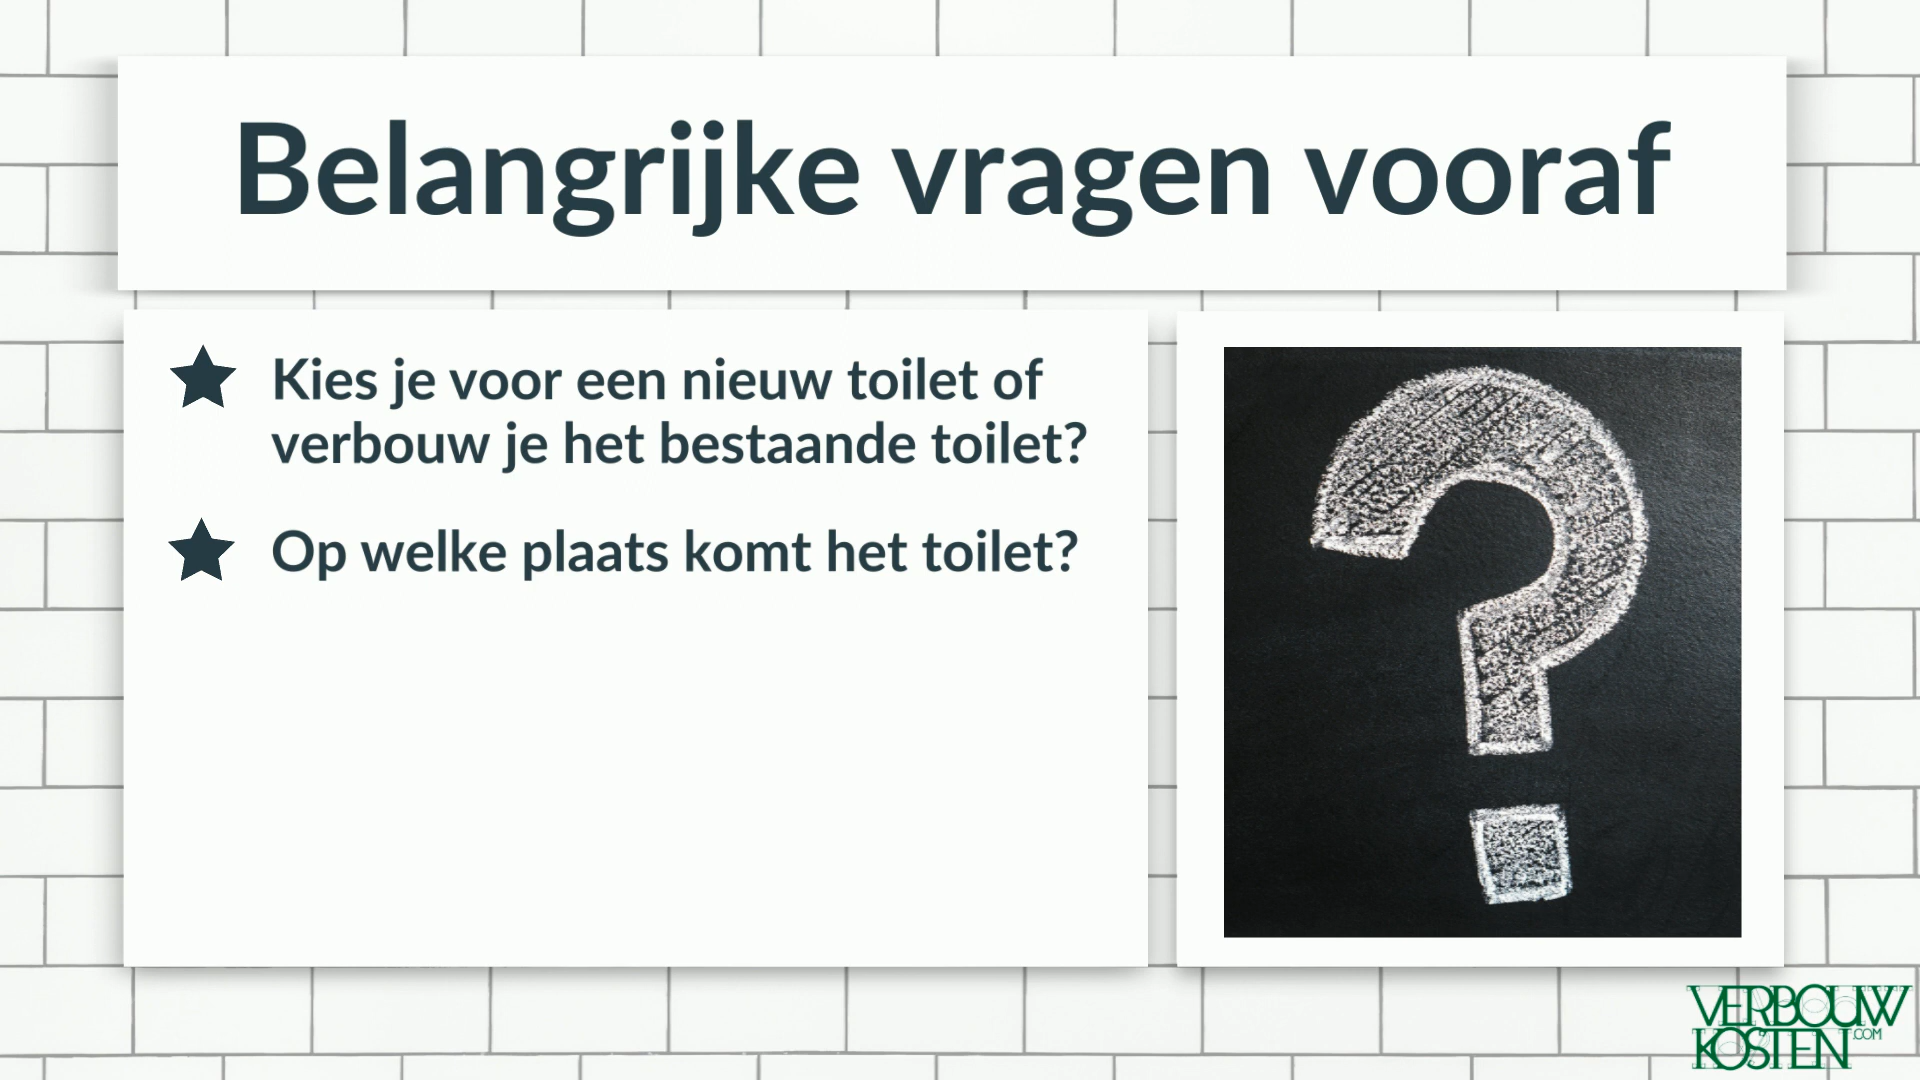 Belangrijke vragen vooraf
Kies je voor een nieuw toilet of
verbouw je het bestaande toilet?
Op welke plaats komt het toilet?
?
VERBOUW
KOSTEN .COM